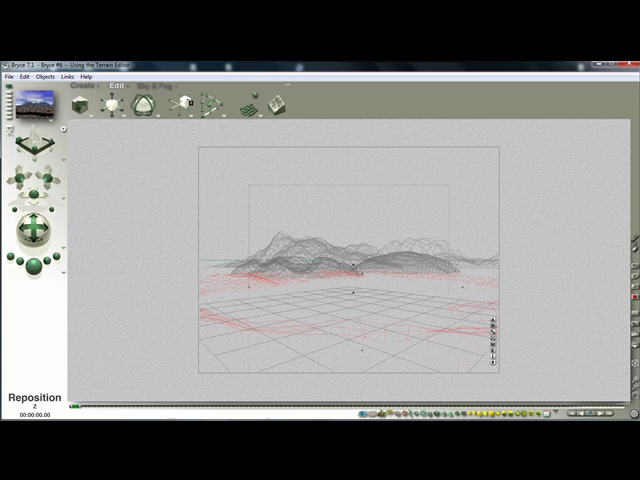 Bryce 7.1 - Bryce #6 -- Using the Terrain Editor
File Edit Objects Links Help
Create Edit Sky & Fog
Reposition
Z
00:00:00.00